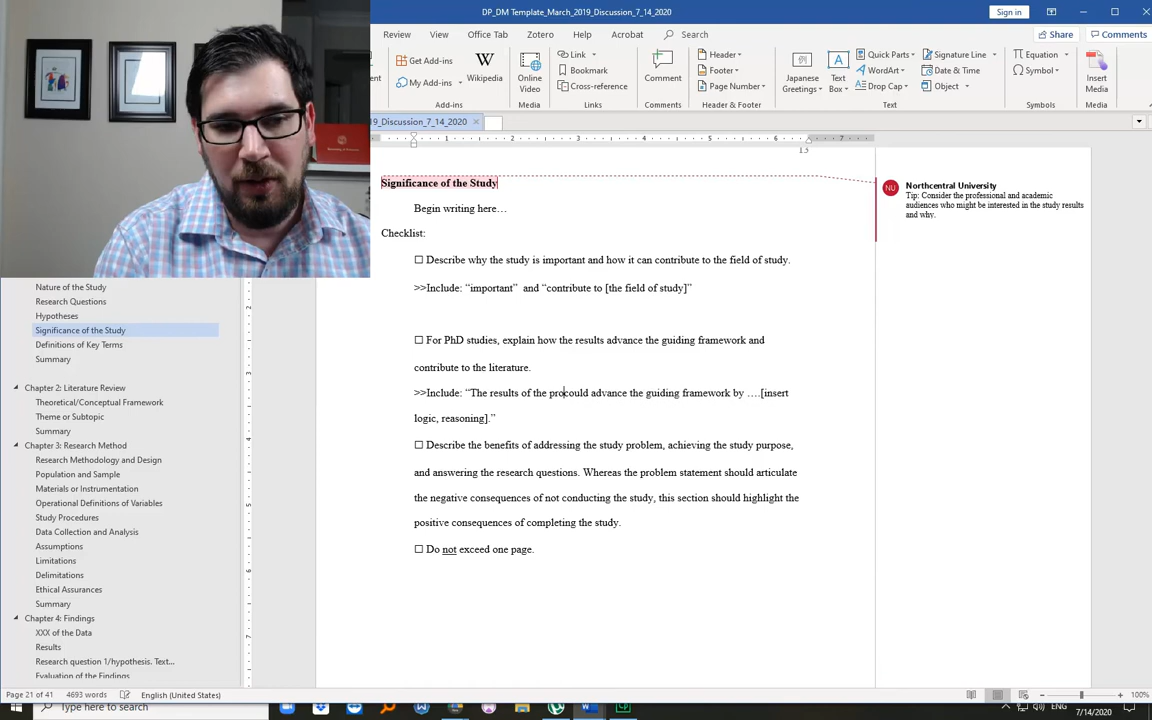 DP_DM Template_March_2019_Discussion_7_14_2020
Sign in
Review View Office Tab Zotero Help Acrobat Search
Share Comments
Get Add-ins
My Add-ins
Wikipedia
Online Video
Link
Bookmark
Cross-reference
Comment
Header
Footer
Page Number
Japanese Greetings
Text Box
Quick Parts
WordArt
Drop Cap
Signature Line
Date & Time
Object
Equation
Symbol
Insert Media
Add-ins Media Links Comments Header & Footer Text Symbols Media
19_Discussion_7_14_2020
1 2 3 4 5 6 7
13
Significance of the Study
Begin writing here…
Checklist:
☐ Describe why the study is important and how it can contribute to the field of study.
>>Include: “important”  and “contribute to [the field of study]”
☐ For PhD studies, explain how the results advance the guiding framework and
contribute to the literature.
>>Include: “The results of the procould advance the guiding framework by ….[insert
logic, reasoning].”
☐ Describe the benefits of addressing the study problem, achieving the study purpose,
and answering the research questions. Whereas the problem statement should articulate
the negative consequences of not conducting the study, this section should highlight the
positive consequences of completing the study.
☐ Do not exceed one page.
NU
Northcentral University
Tip: Consider the professional and academic
audiences who might be interested in the study results
and why.
Nature of the Study
Research Questions
Hypotheses
Significance of the Study
Definitions of Key Terms
Summary
Chapter 2: Literature Review
Theoretical/Conceptual Framework
Theme or Subtopic
Summary
Chapter 3: Research Method
Research Methodology and Design
Population and Sample
Materials or Instrumentation
Operational Definitions of Variables
Study Procedures
Data Collection and Analysis
Assumptions
Limitations
Delimitations
Ethical Assurances
Summary
Chapter 4: Findings
XXX of the Data
Results
Research question 1/hypothesis. Text...
Evaluation of the Findings
Page 21 of 41 4693 words English (United States)
100%
Type here to search
ENG
7/14/2020